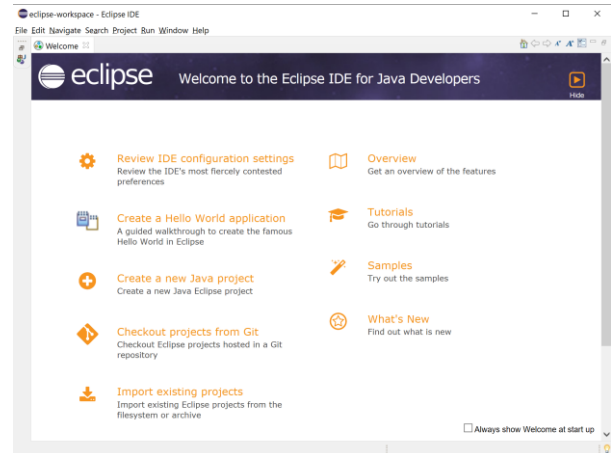 eclipse-workspace - Eclipse IDE
File Edit Navigate Search Project Run Window Help
Welcome
eclipse
Welcome to the Eclipse IDE for Java Developers
Hide
Review IDE configuration settings
Review the IDE's most fiercely contested
preferences
Create a Hello World application
A guided walkthrough to create the famous
Hello World in Eclipse
Create a new Java project
Create a new Java Eclipse project
Checkout projects from Git
Checkout Eclipse projects hosted in a Git
repository
Import existing projects
Import existing Eclipse projects from the
filesystem or archive
Overview
Get an overview of the features
Tutorials
Go through tutorials
Samples
Try out the samples
What's New
Find out what is new
Always show Welcome at start up